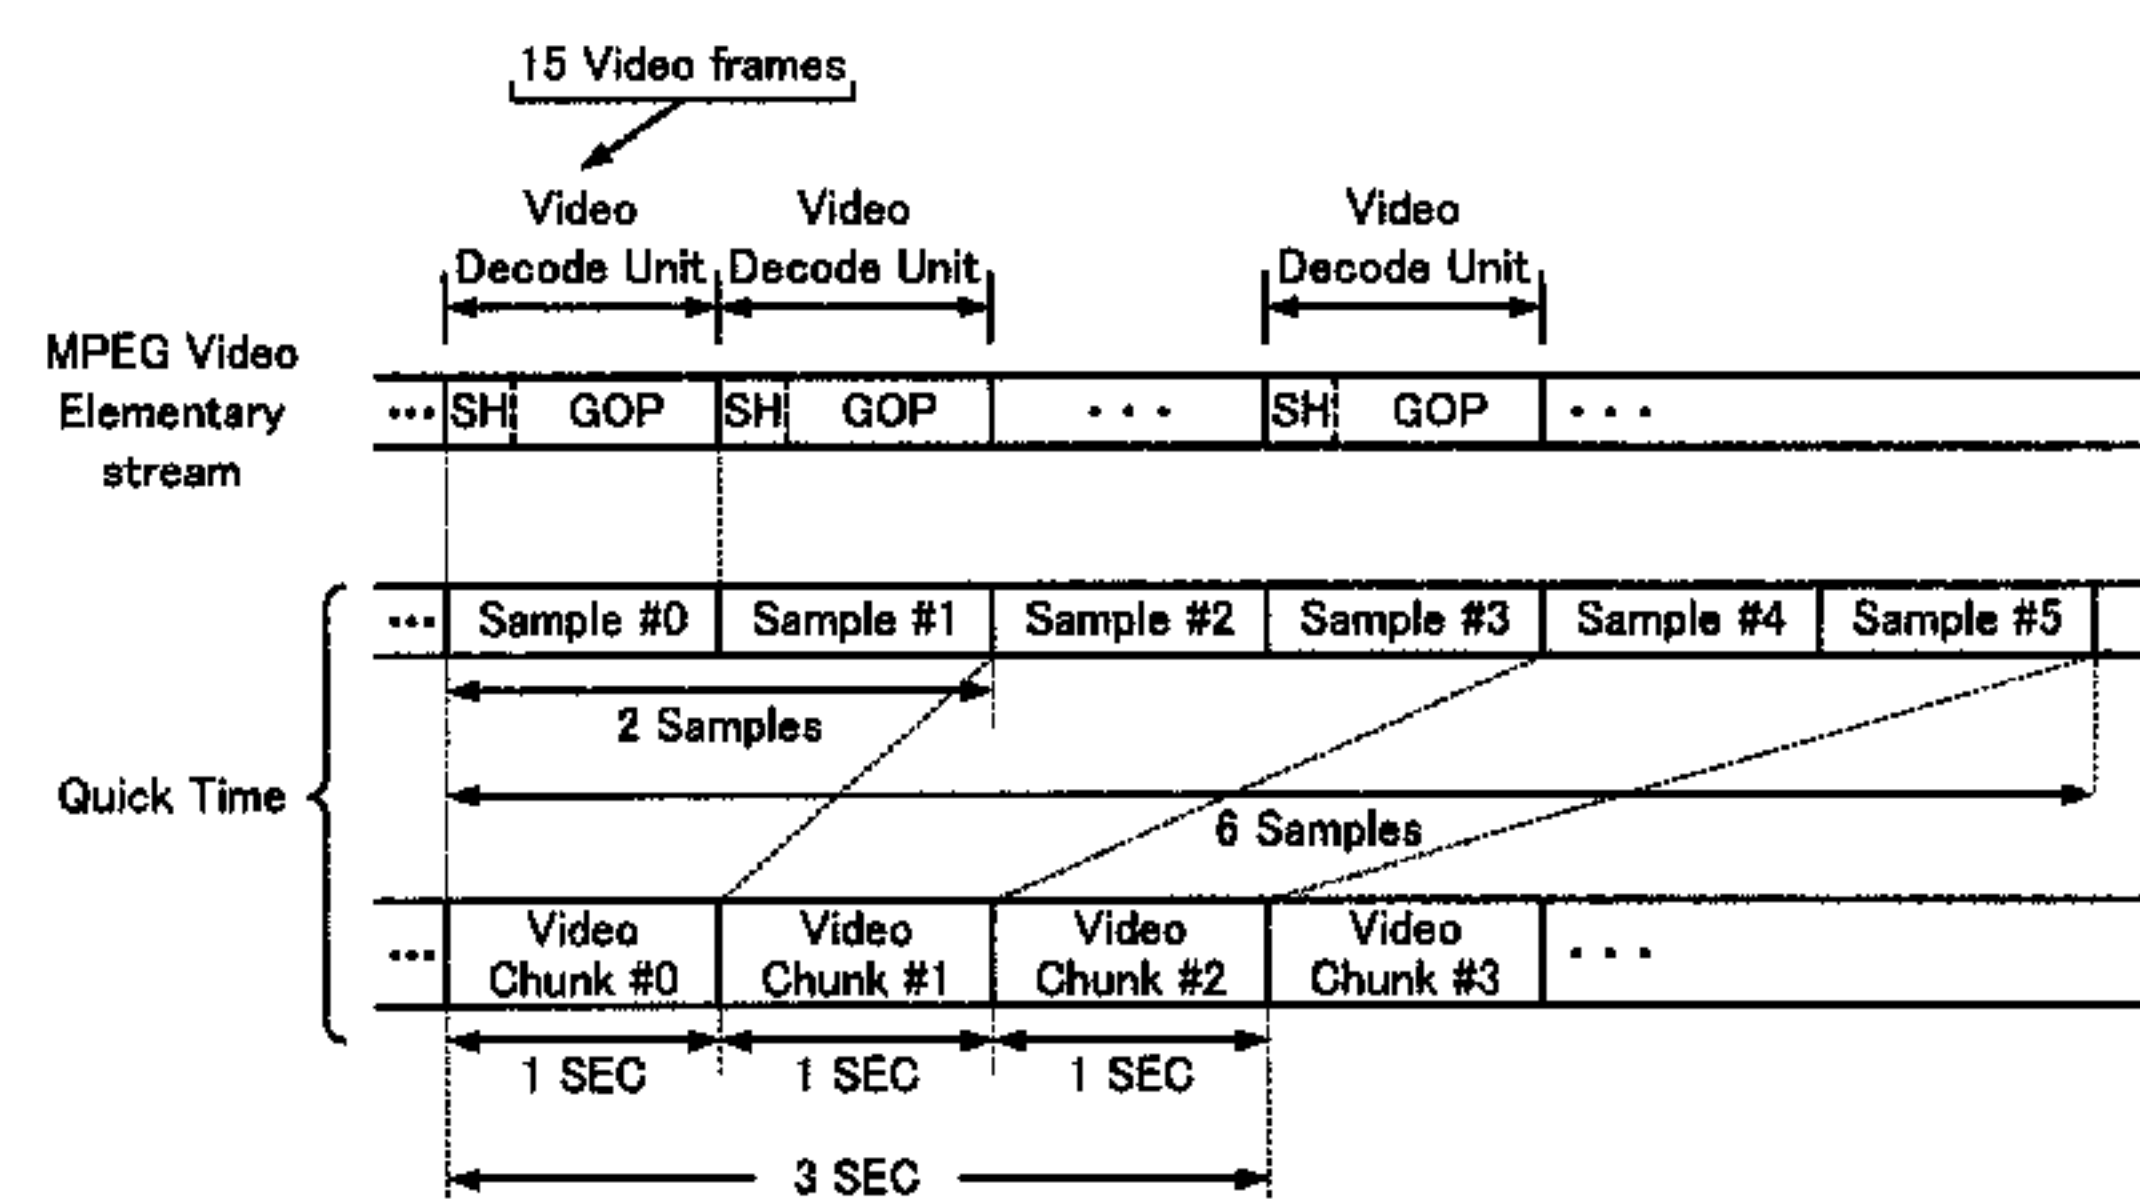 15 Video frames
Video
Decode Unit
Video
Decode Unit
Video
Decode Unit
MPEG Video
Elementary
stream
... SH GOP SH GOP ... SH GOP ...
... Sample #0 Sample #1 Sample #2 Sample #3 Sample #4 Sample #5
2 Samples
Quick Time
6 Samples
...
Video
Chunk #0
Video
Chunk #1
Video
Chunk #2
Video
Chunk #3
...
1 SEC 1 SEC 1 SEC
3 SEC